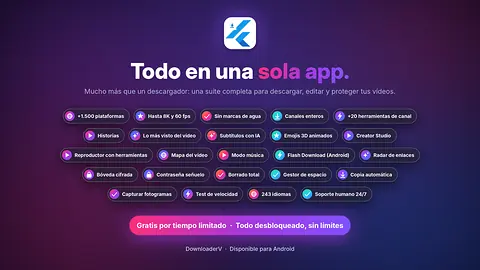 Todo en una sola app.
Mucho más que un descargador: una suite completa para descargar, editar y proteger tus vídeos.
+1.500 plataformas
Hasta 8K y 60 fps
Sin marcas de agua
Canales enteros
+20 herramientas de canal
Historias
Lo más visto del vídeo
Subtítulos con IA
Emojis 3D animados
Creator Studio
Reproductor con herramientas
Mapa del vídeo
Modo música
Flash Download (Android)
Radar de enlaces
Bóveda cifrada
Contraseña señuelo
Borrado total
Gestor de espacio
Copia automática
Capturar fotogramas
Test de velocidad
243 idiomas
Soporte humano 24/7
Gratis por tiempo limitado · Todo desbloqueado, sin límites
DownloaderV · Disponible para Android